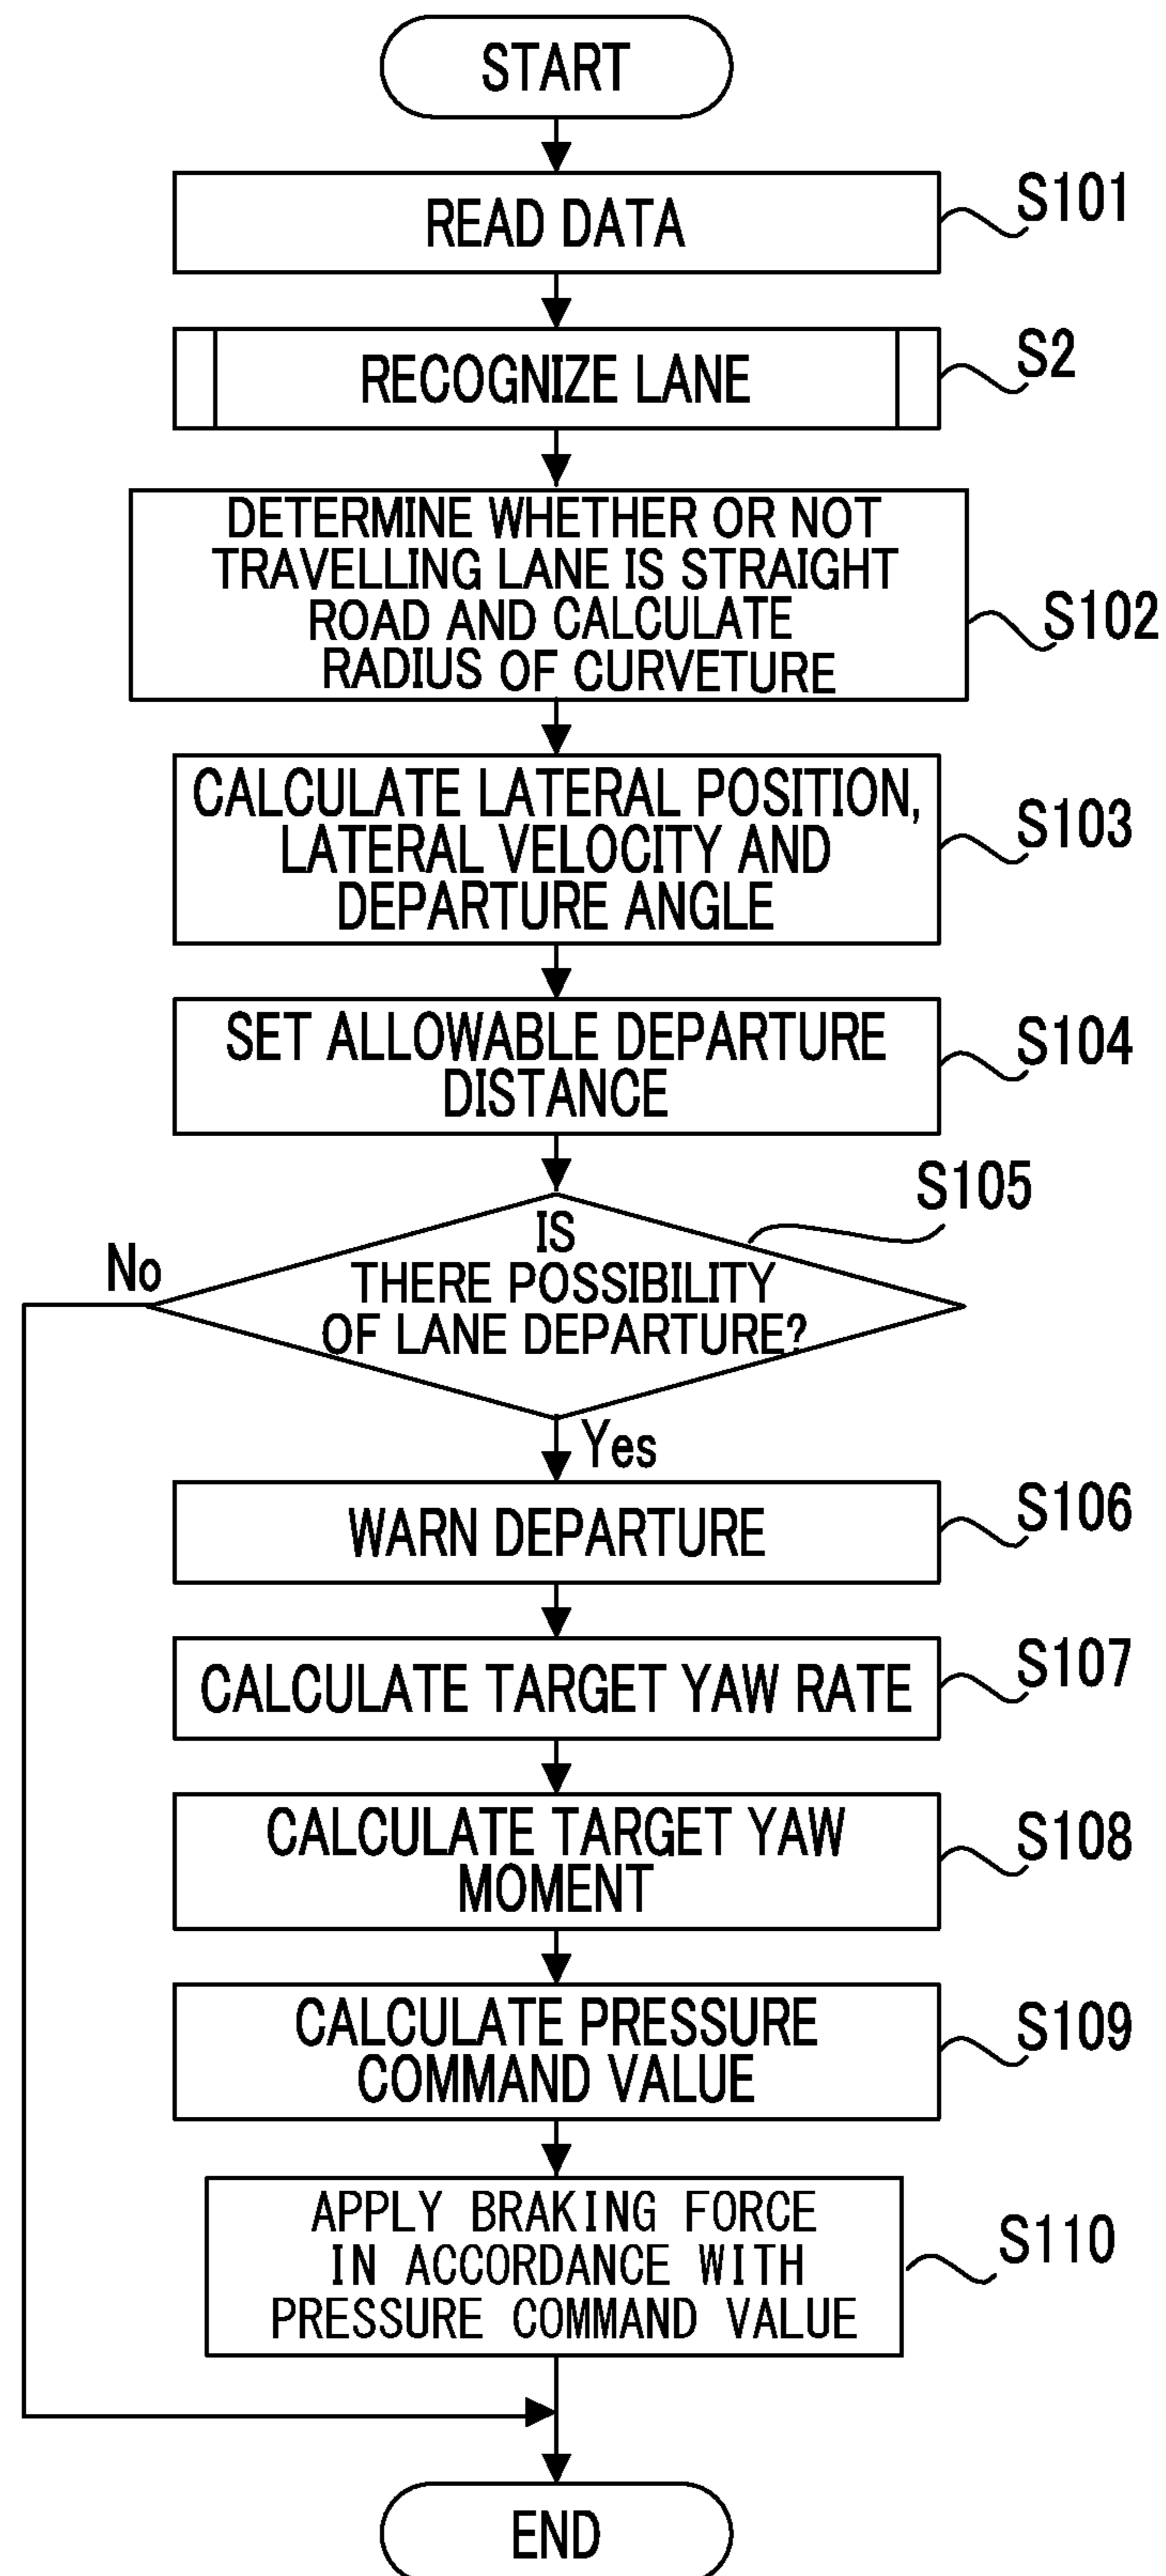 START
READ DATA
S101
RECOGNIZE LANE
S2
DETERMINE WHETHER OR NOT
TRAVELLING LANE IS STRAIGHT
ROAD AND CALCULATE
RADIUS OF CURVETURE
S102
CALCULATE LATERAL POSITION,
LATERAL VELOCITY AND
DEPARTURE ANGLE
S103
SET ALLOWABLE DEPARTURE
DISTANCE
S104
S105
IS
THERE POSSIBILITY
OF LANE DEPARTURE?
No
Yes
WARN DEPARTURE
S106
CALCULATE TARGET YAW RATE
S107
CALCULATE TARGET YAW
MOMENT
S108
CALCULATE PRESSURE
COMMAND VALUE
S109
APPLY BRAKING FORCE
IN ACCORDANCE WITH
PRESSURE COMMAND VALUE
S110
END